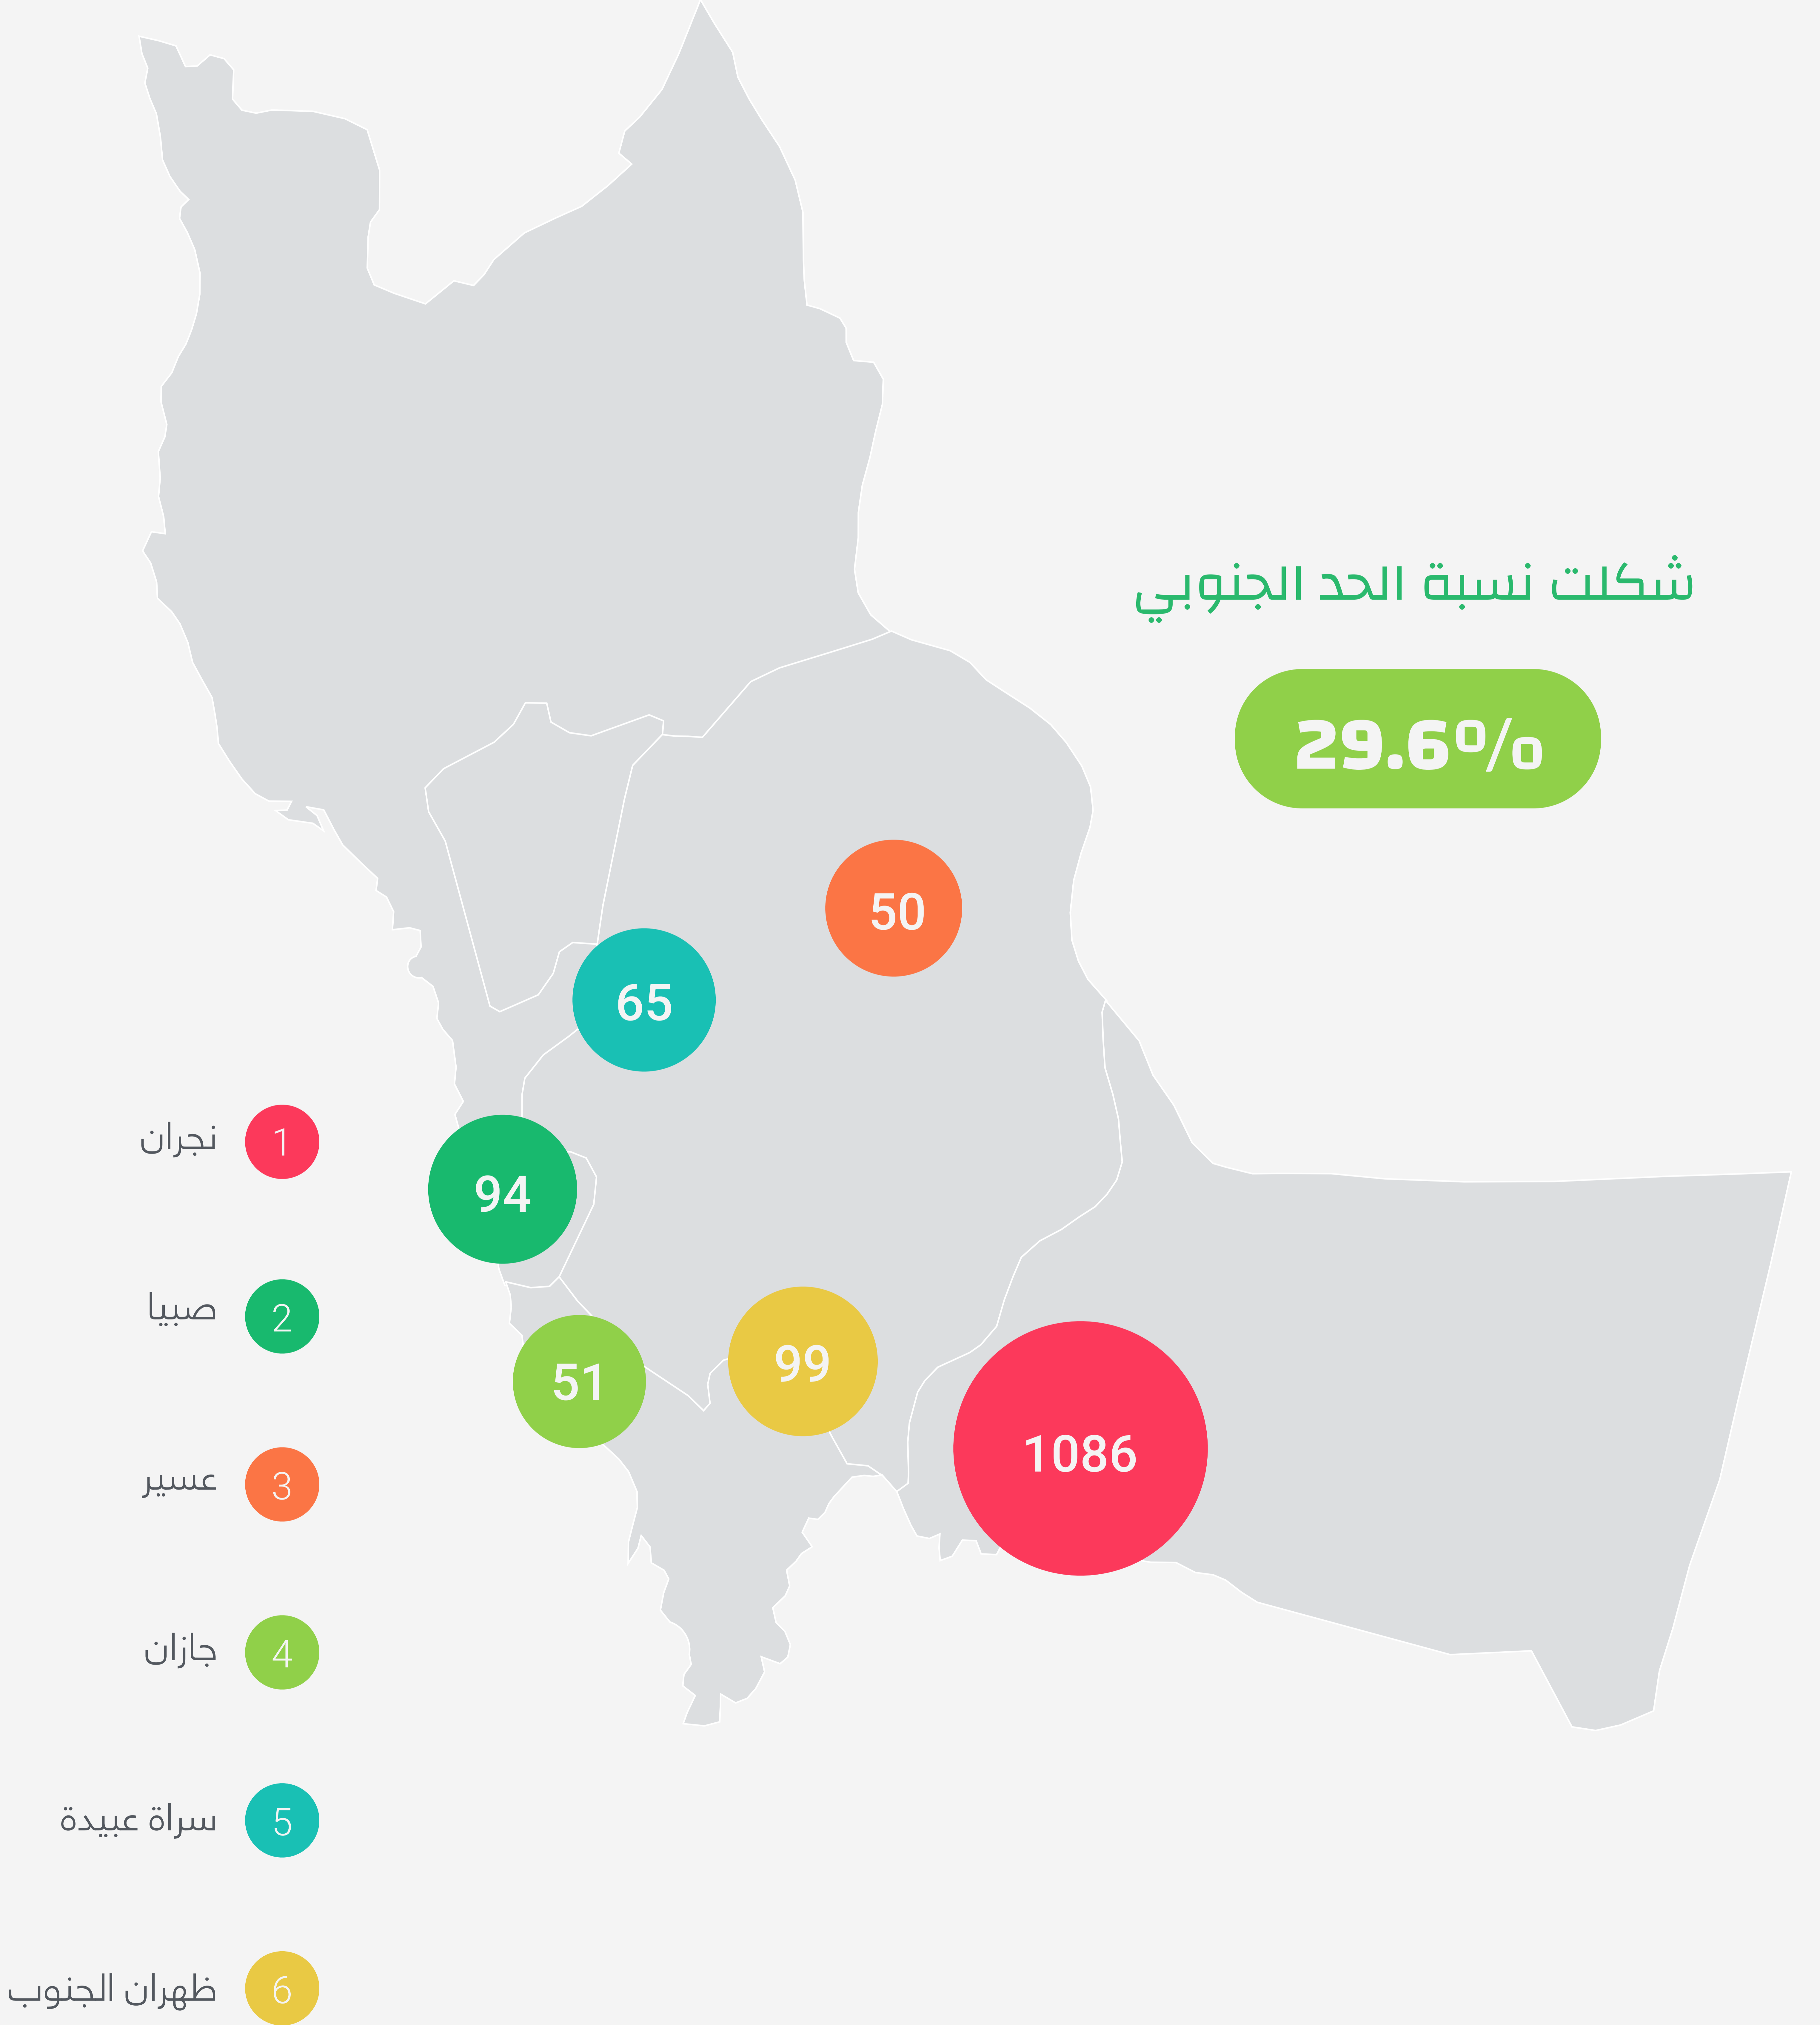 شكلت نسبة الحد الجنوبي
29.6%
50
65
94
99
51
1086
1 نجران
2 صبيا
3 عسير
4 جازان
5 سراة عبيدة
6 ظهران الجنوب